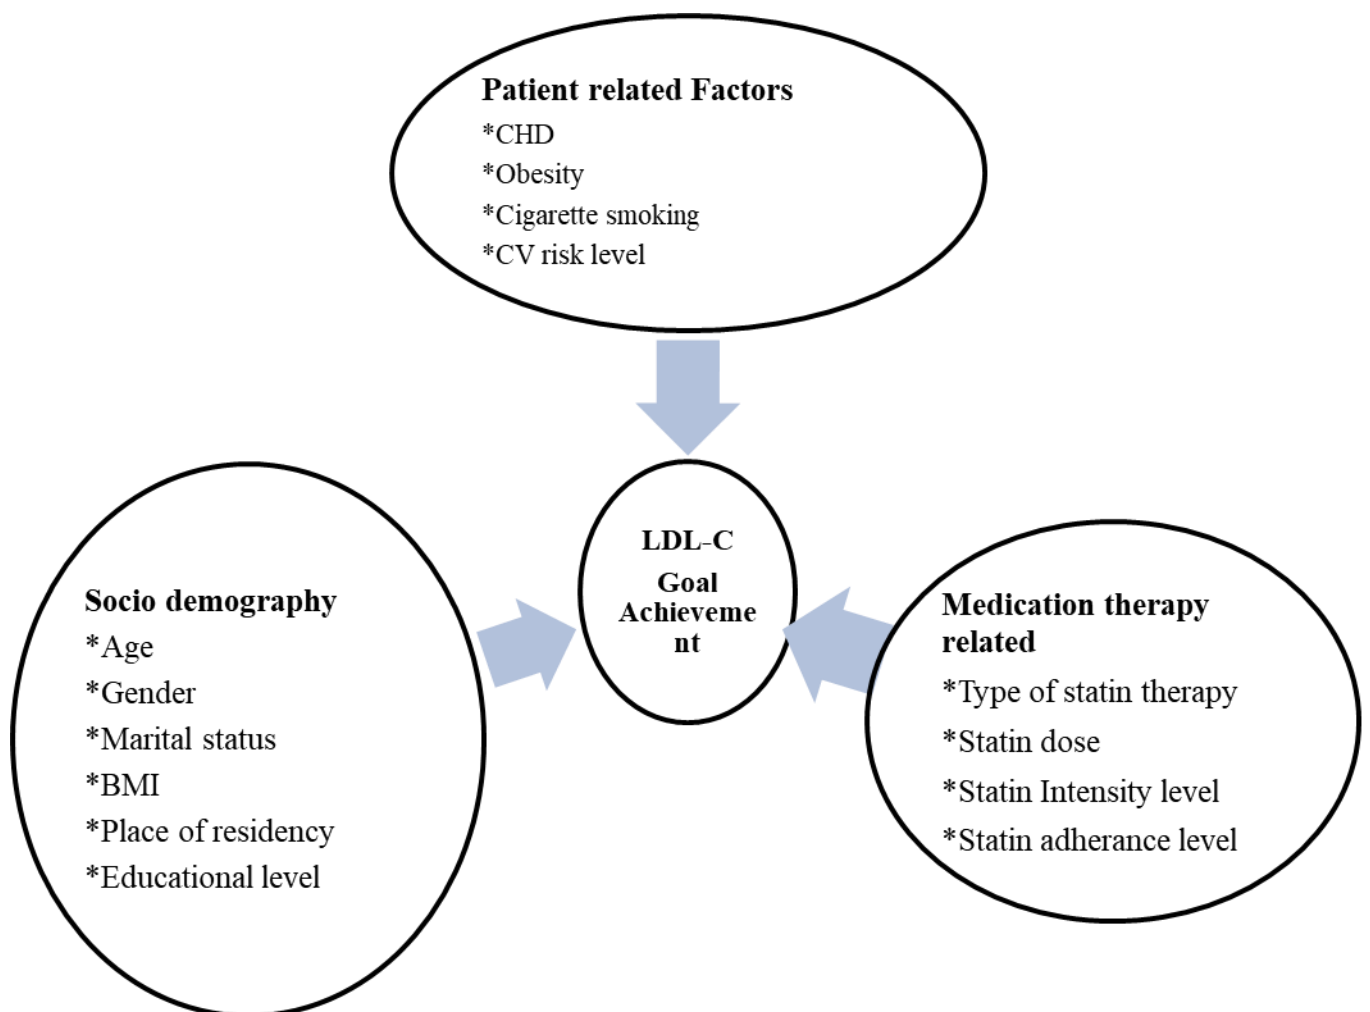 Patient related Factors
*CHD
*Obesity
*Cigarette smoking
*CV risk level
LDL-C
Goal
Achieveme
nt
Socio demography
*Age
*Gender
*Marital status
*BMI
*Place of residency
*Educational level
Medication therapy
related
*Type of statin therapy
*Statin dose
*Statin Intensity level
*Statin adherance level